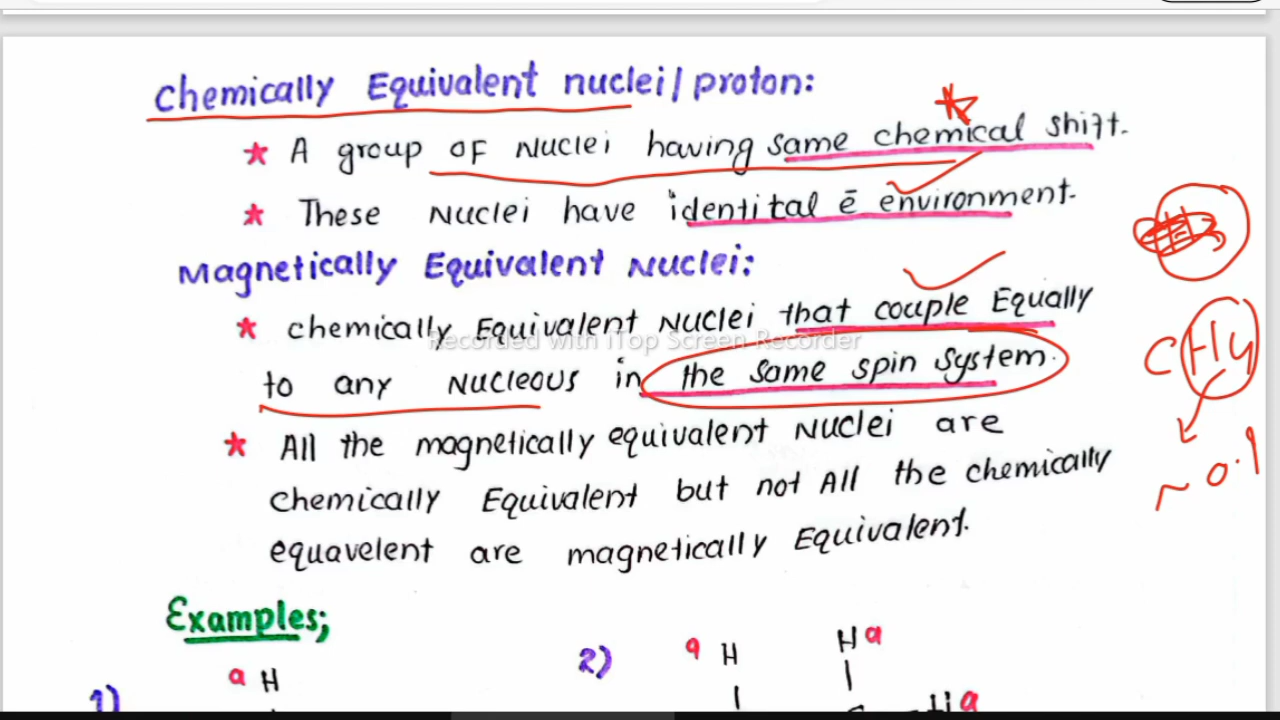 Chemically Equivalent nuclei/proton:
★ A group OF Nuclei having same chemical shift.
★ These Nuclei have identital ē environment.
Magnetically Equivalent Nuclei:
★ chemically Equivalent Nuclei that couple Equally
Recorded with iTop Screen Recorder
to any Nucleous in the same spin system.
CH4
★ All the magnetically equivalent Nuclei are
~0.1
chemically Equivalent but not All the chemically
equavelent are magnetically Equivalent.
Examples;
1) a H
2) a H H a
Ha